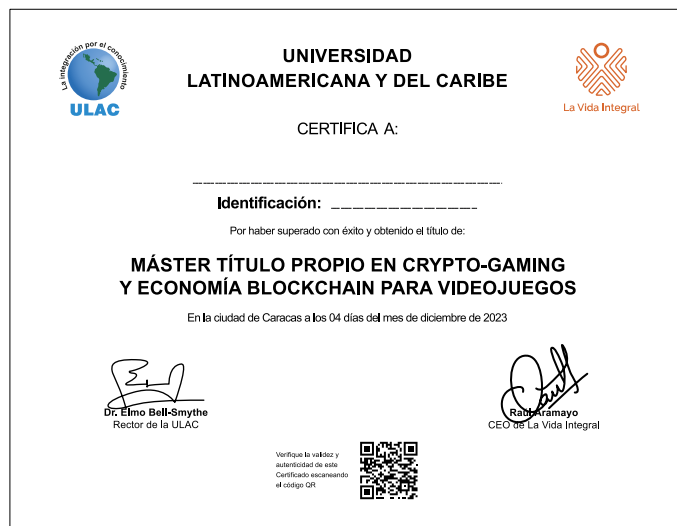 La integración por el conocimiento
ULAC
UNIVERSIDAD
LATINOAMERICANA Y DEL CARIBE
La Vida Integral
CERTIFICA A:
Identificación:
Por haber superado con éxito y obtenido el título de:
MÁSTER TÍTULO PROPIO EN CRYPTO-GAMING
Y ECONOMÍA BLOCKCHAIN PARA VIDEOJUEGOS
En la ciudad de Caracas a los 04 días del mes de diciembre de 2023
Dr. Elmo Bell-Smythe
Rector de la ULAC
Raúl Aramayo
CEO de La Vida Integral
Verifique la validez y
autenticidad de este
Certificado escaneando
el código QR